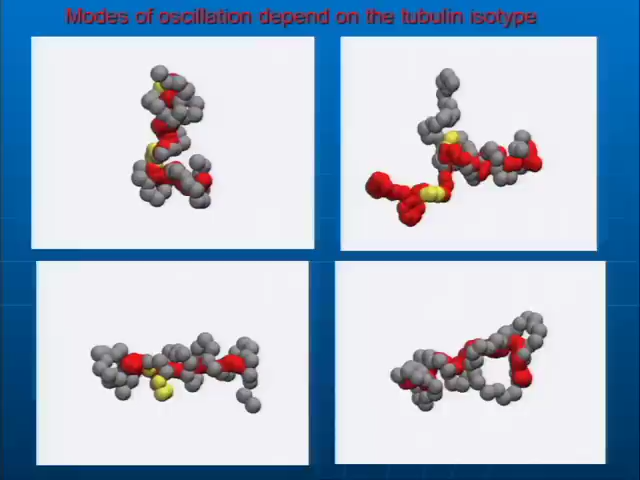 Modes of oscillation depend on the tubulin isotype